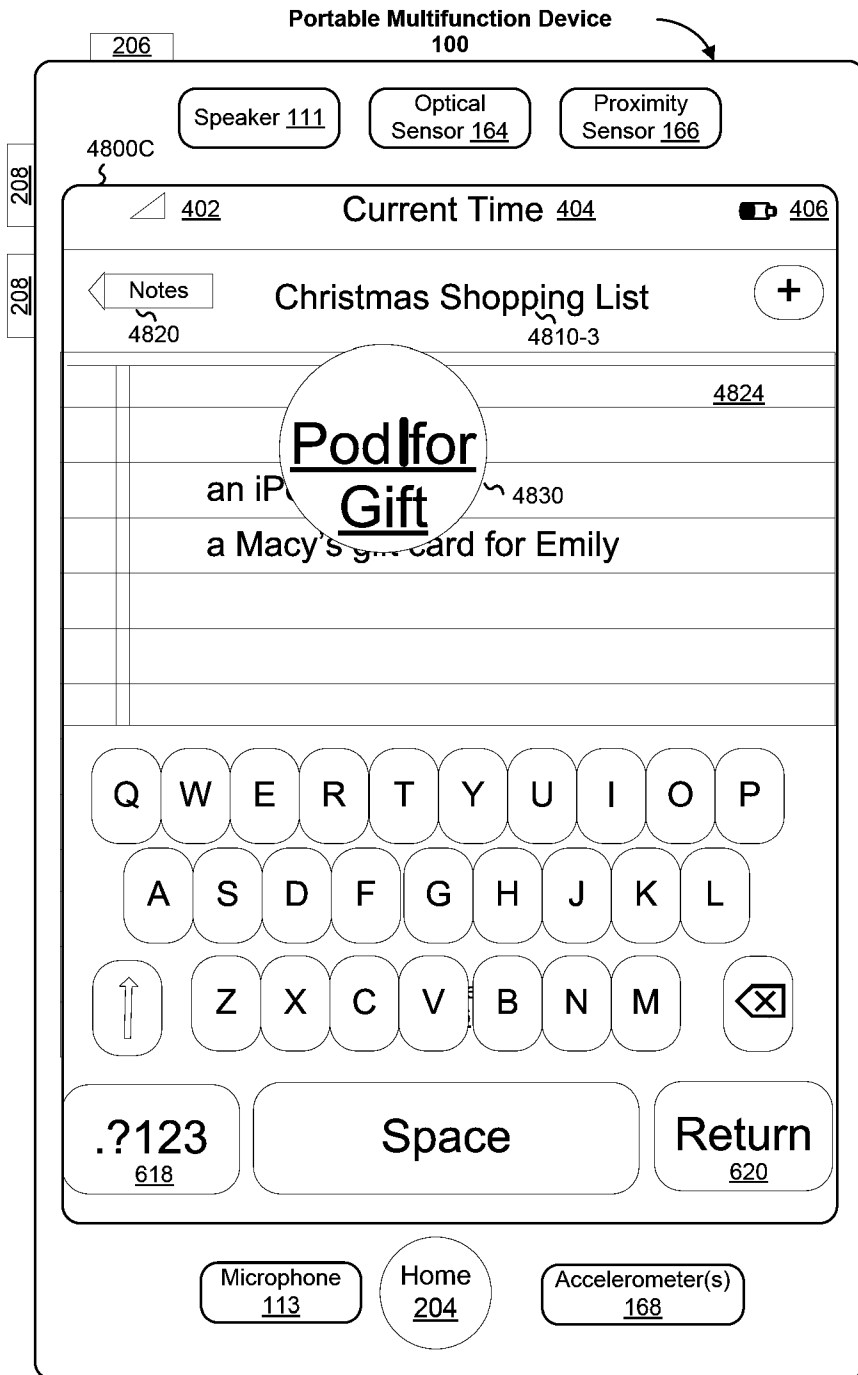 Portable Multifunction Device
100
206
Speaker 111
Optical
Sensor 164
Proximity
Sensor 166
4800C
208
208
402
Current Time 404
406
Notes
Christmas Shopping List
+
4820
4810-3
4824
Pod for
Gift
an iP
4830
a Macy's gift card for Emily
Q W E R T Y U I O P
A S D F G H J K L
Z X C V B N M
.?123
618
Space
Return
620
Microphone
113
Home
204
Accelerometer(s)
168